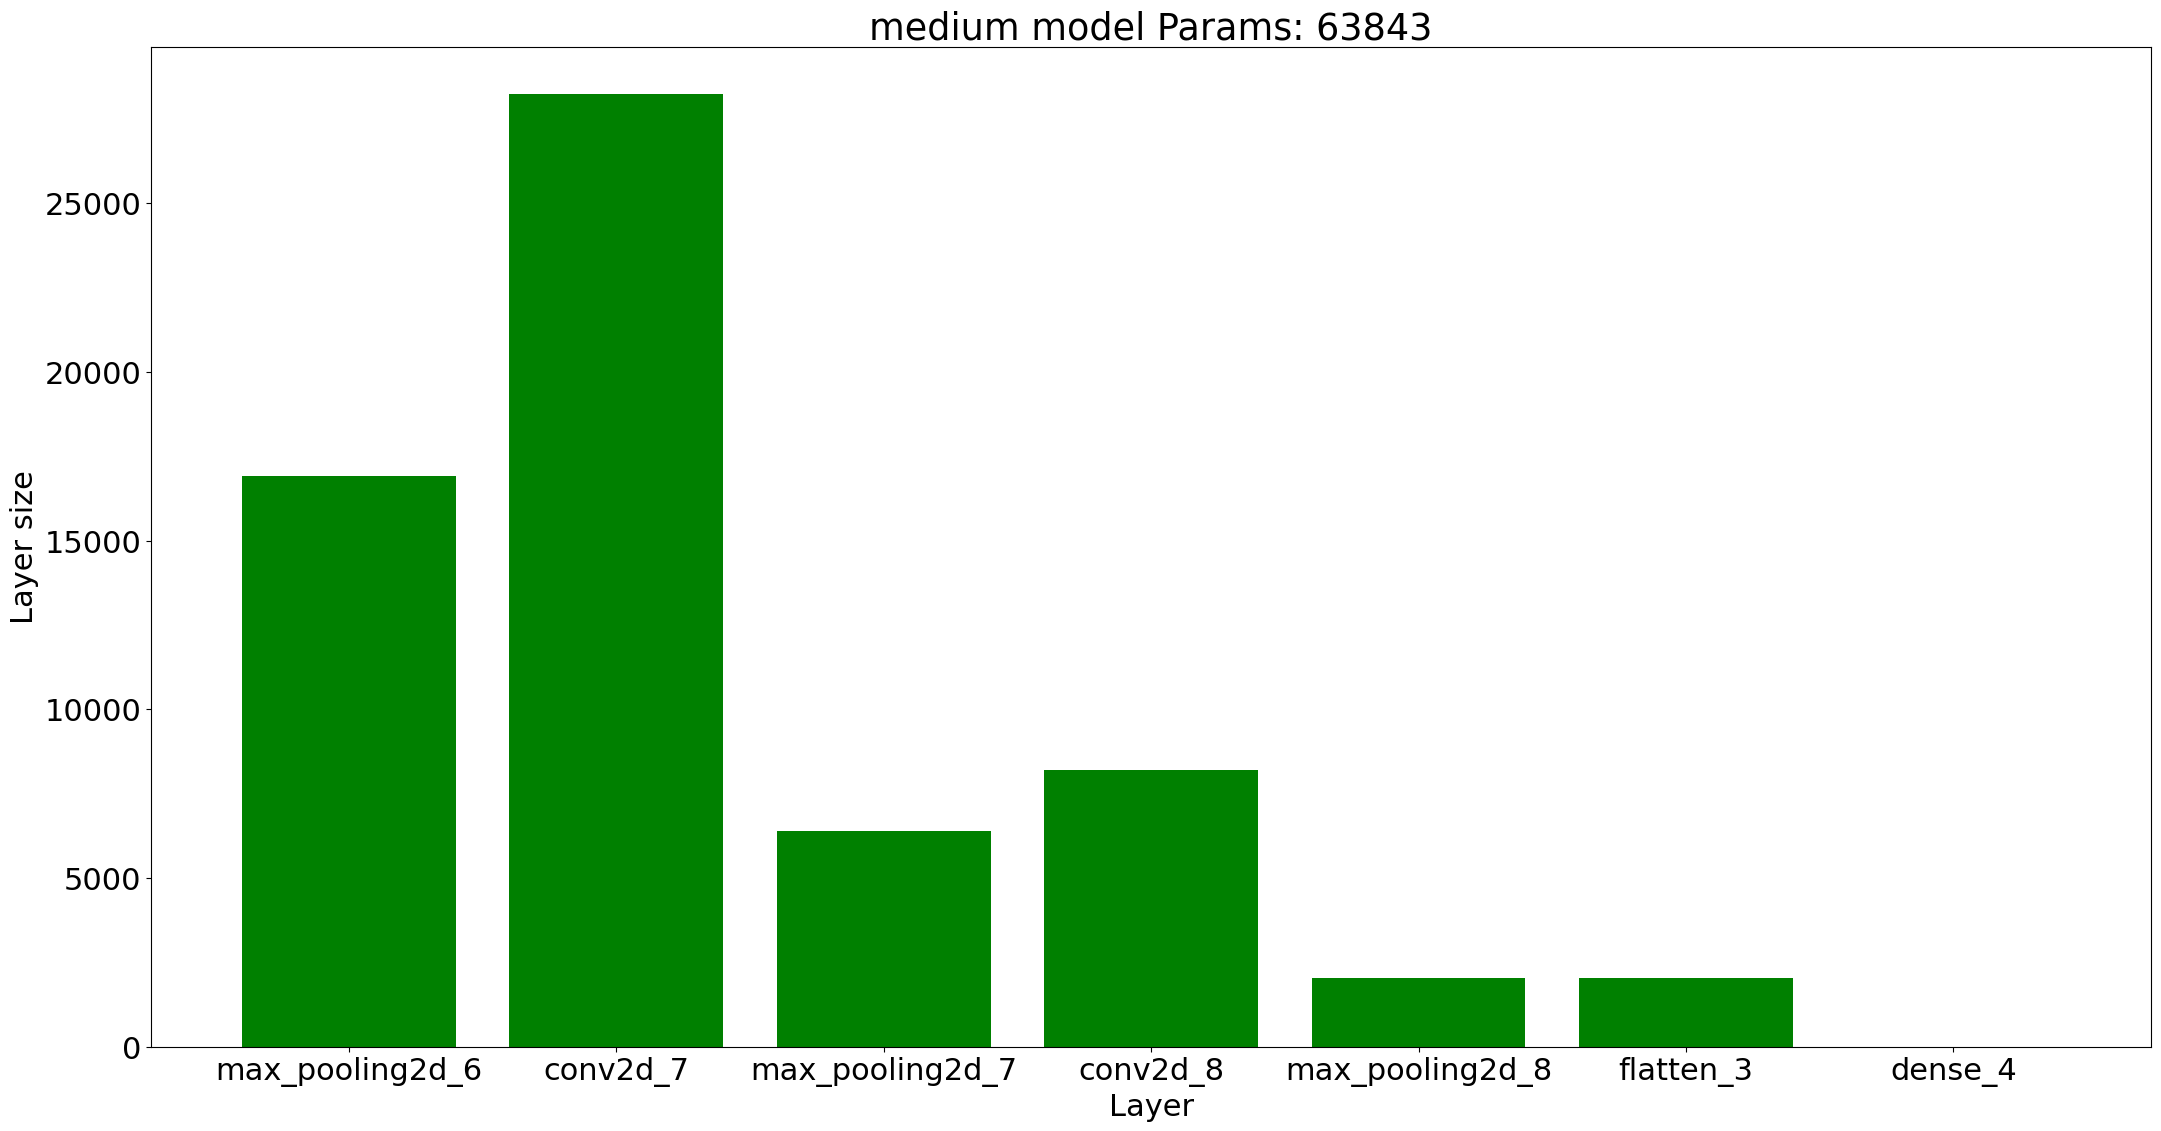 medium model Params: 63843
Layer size
25000
20000
15000
10000
5000
0
max_pooling2d_6 conv2d_7 max_pooling2d_7 conv2d_8 max_pooling2d_8 flatten_3 dense_4
Layer